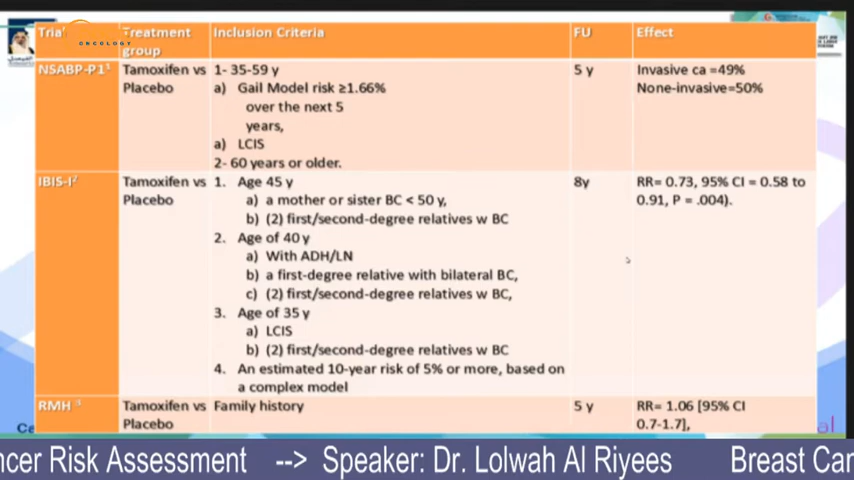 Trial Treatment group Inclusion Criteria FU Effect
ONCOLOGY
NSABP-P1 Tamoxifen vs Placebo
1- 35-59 y
a) Gail Model risk ≥1.66%
over the next 5
years,
a) LCIS
2- 60 years or older.
5 y
Invasive ca =49%
None-invasive=50%
IBIS-I Tamoxifen vs Placebo
1. Age 45 y
a) a mother or sister BC < 50 y,
b) (2) first/second-degree relatives w BC
2. Age of 40 y
a) With ADH/LN
b) a first-degree relative with bilateral BC,
c) (2) first/second-degree relatives w BC,
3. Age of 35 y
a) LCIS
b) (2) first/second-degree relatives w BC
4. An estimated 10-year risk of 5% or more, based on
a complex model
8y
RR= 0.73, 95% CI = 0.58 to
0.91, P = .004).
RMH Tamoxifen vs Placebo
Family history
5 y
RR= 1.06 [95% CI
0.7-1.7],
Ce
al
ncer Risk Assessment --> Speaker: Dr. Lolwah Al Riyees Breast Can